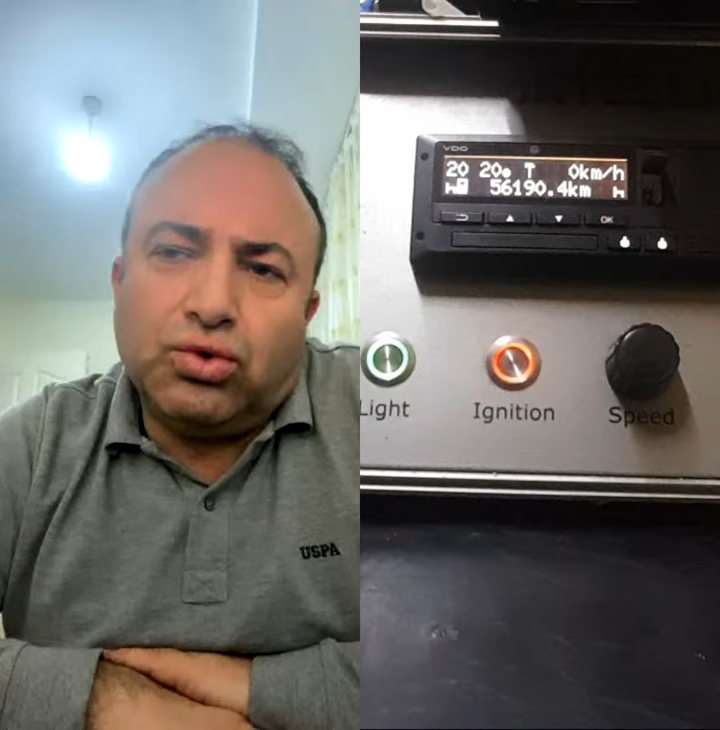 USPA
VDO
20 20● T 0km/h
56190.4km h
OK
Light
Ignition
Speed